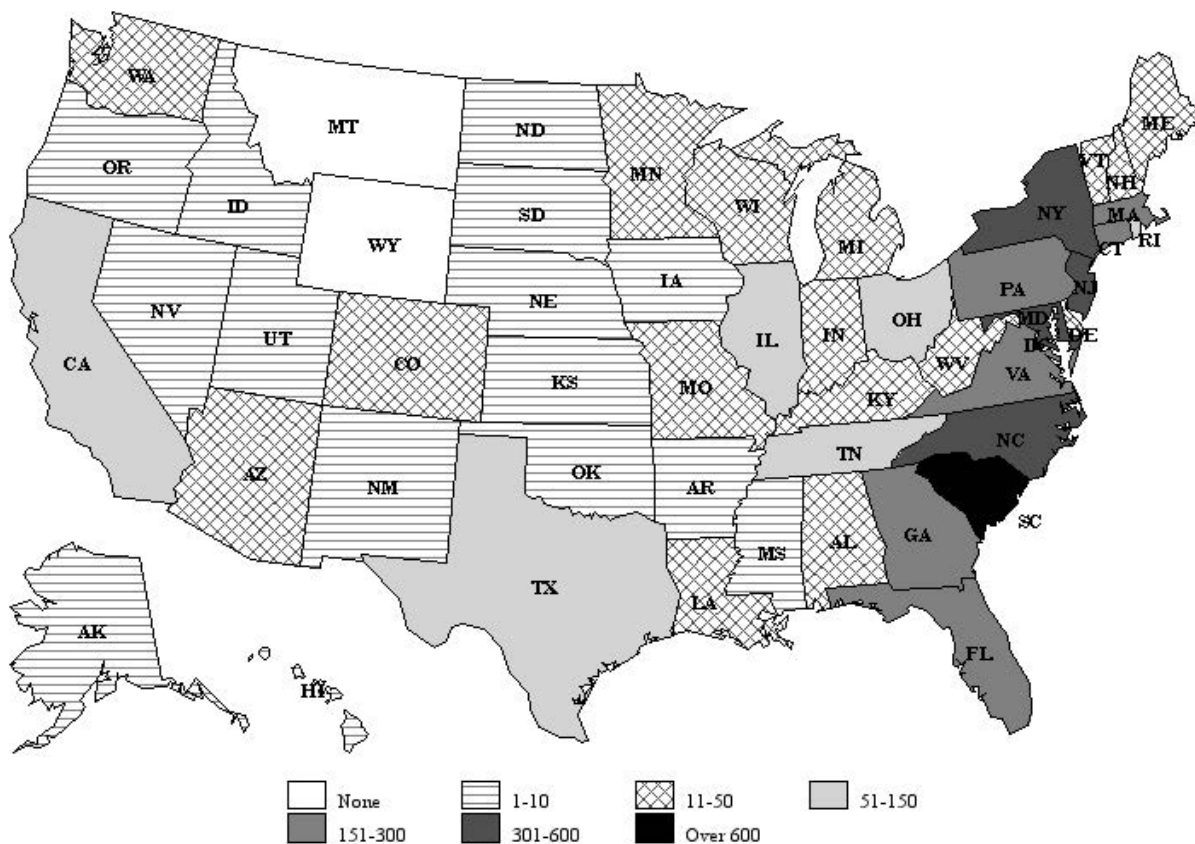 WA
ME
MT
ND
VT
OR
MN
NH
ID
SD
WI
NY
MA
MI
RI
WY
CT
IA
PA
NE
NJ
NV
OH
MD
IL
IN
DE
UT
DC
CA
CO
WV
VA
KS
MO
KY
NC
TN
AZ
OK
NM
AR
SC
GA
MS
AL
TX
LA
AK
FL
HI
None 1-10 11-50 51-150
151-300 301-600 Over 600